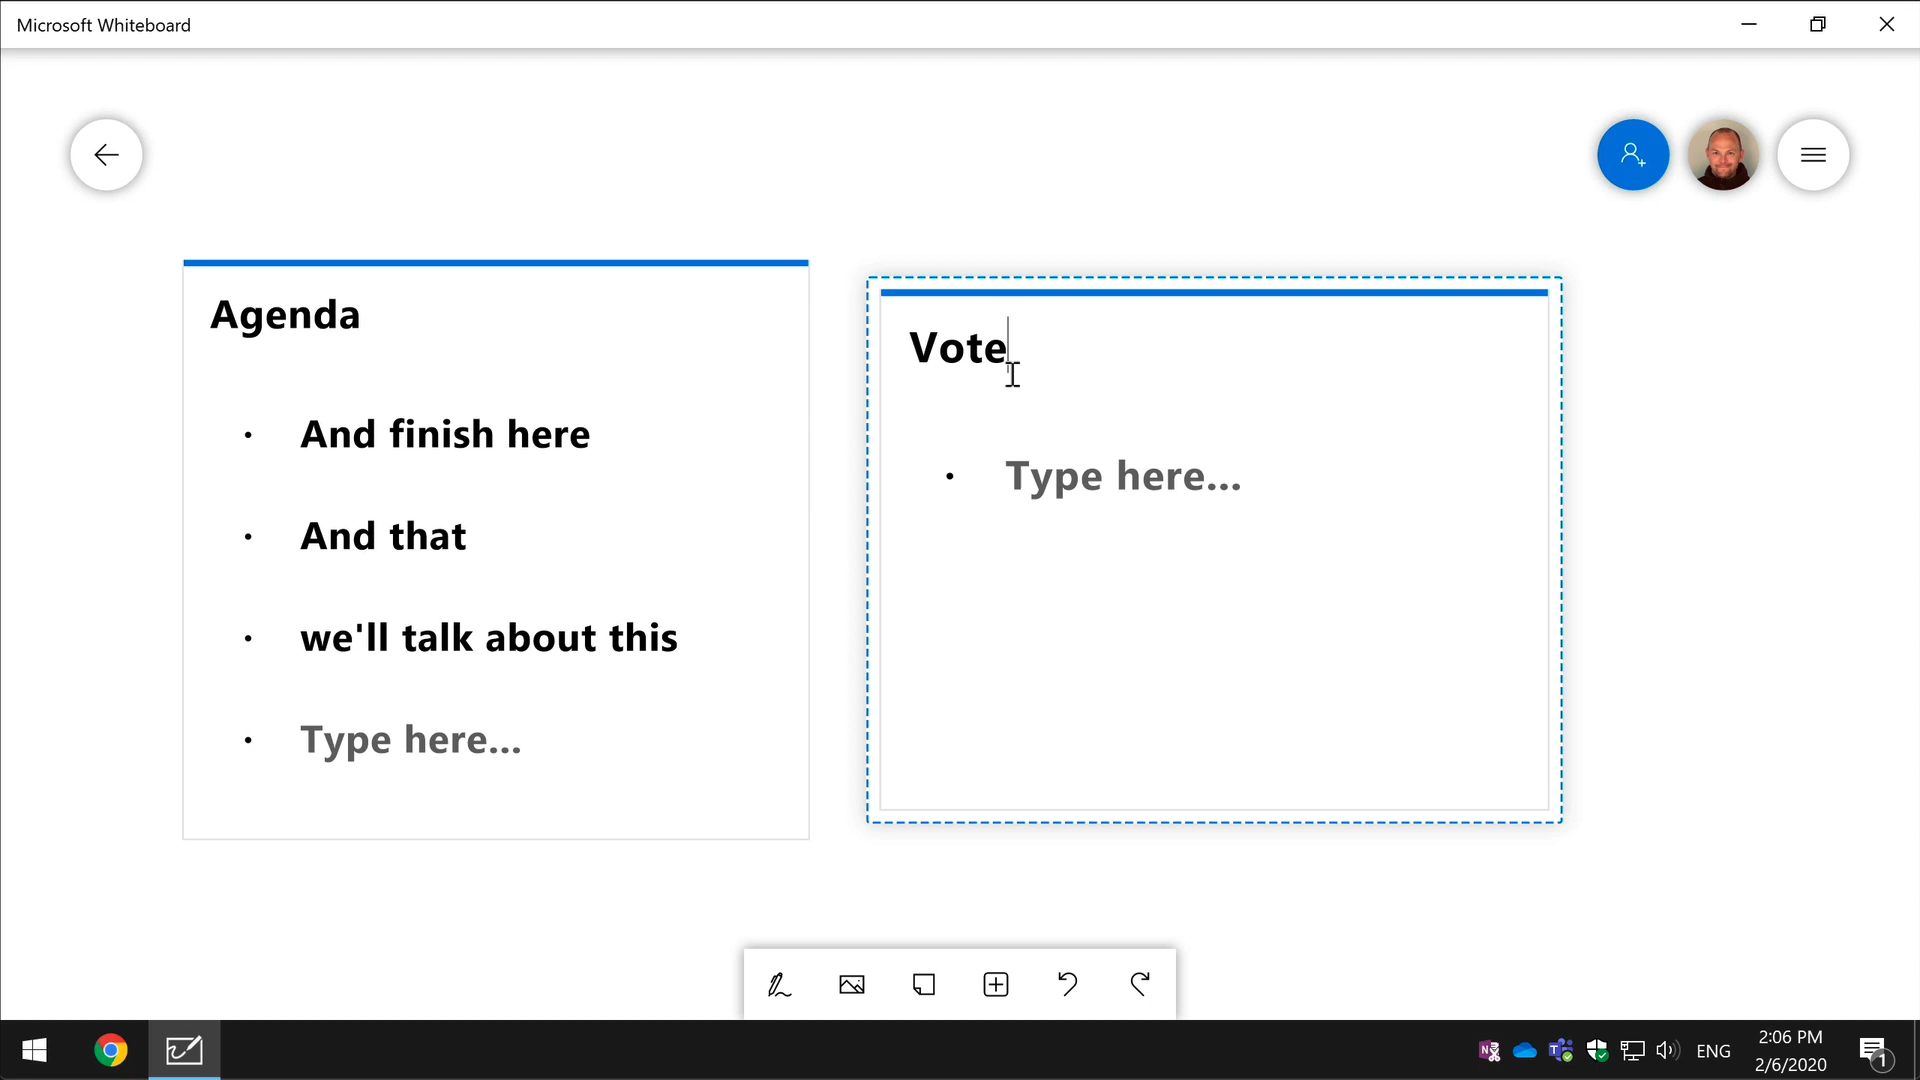 Microsoft Whiteboard
Agenda
· And finish here
· And that
· we'll talk about this
· Type here...
Vote
· Type here...
ENG
2:06 PM
2/6/2020
1